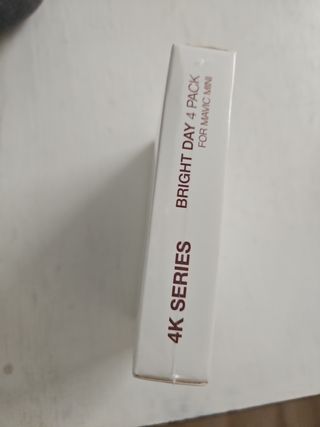 4K SERIES
BRIGHT DAY 4 PACK
FOR MAVIC MINI